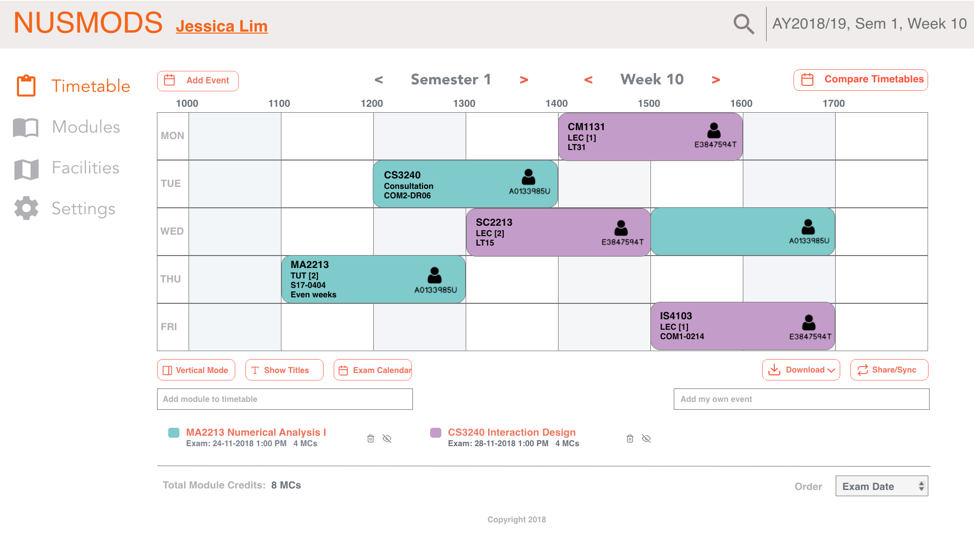 NUSMODS Jessica Lim
AY2018/19, Sem 1, Week 10
Timetable
Modules
Facilities
Settings
Add Event
< Semester 1 >
< Week 10 >
Compare Timetables
1000 1100 1200 1300 1400 1500 1600 1700
MON
CM1131
LEC [1]
LT31
E3847594T
TUE
CS3240
Consultation
COM2-DR06
A0133985U
WED
SC2213
LEC [2]
LT15
E3847594T
A0133985U
THU
MA2213
TUT [2]
S17-0404
Even weeks
A0133985U
FRI
IS4103
LEC [1]
COM1-0214
E3847594T
Vertical Mode
T Show Titles
Exam Calendar
Download
Share/Sync
Add module to timetable
Add my own event
MA2213 Numerical Analysis I
Exam: 24-11-2018 1:00 PM 4 MCs
CS3240 Interaction Design
Exam: 28-11-2018 1:00 PM 4 MCs
Total Module Credits: 8 MCs
Order Exam Date
Copyright 2018